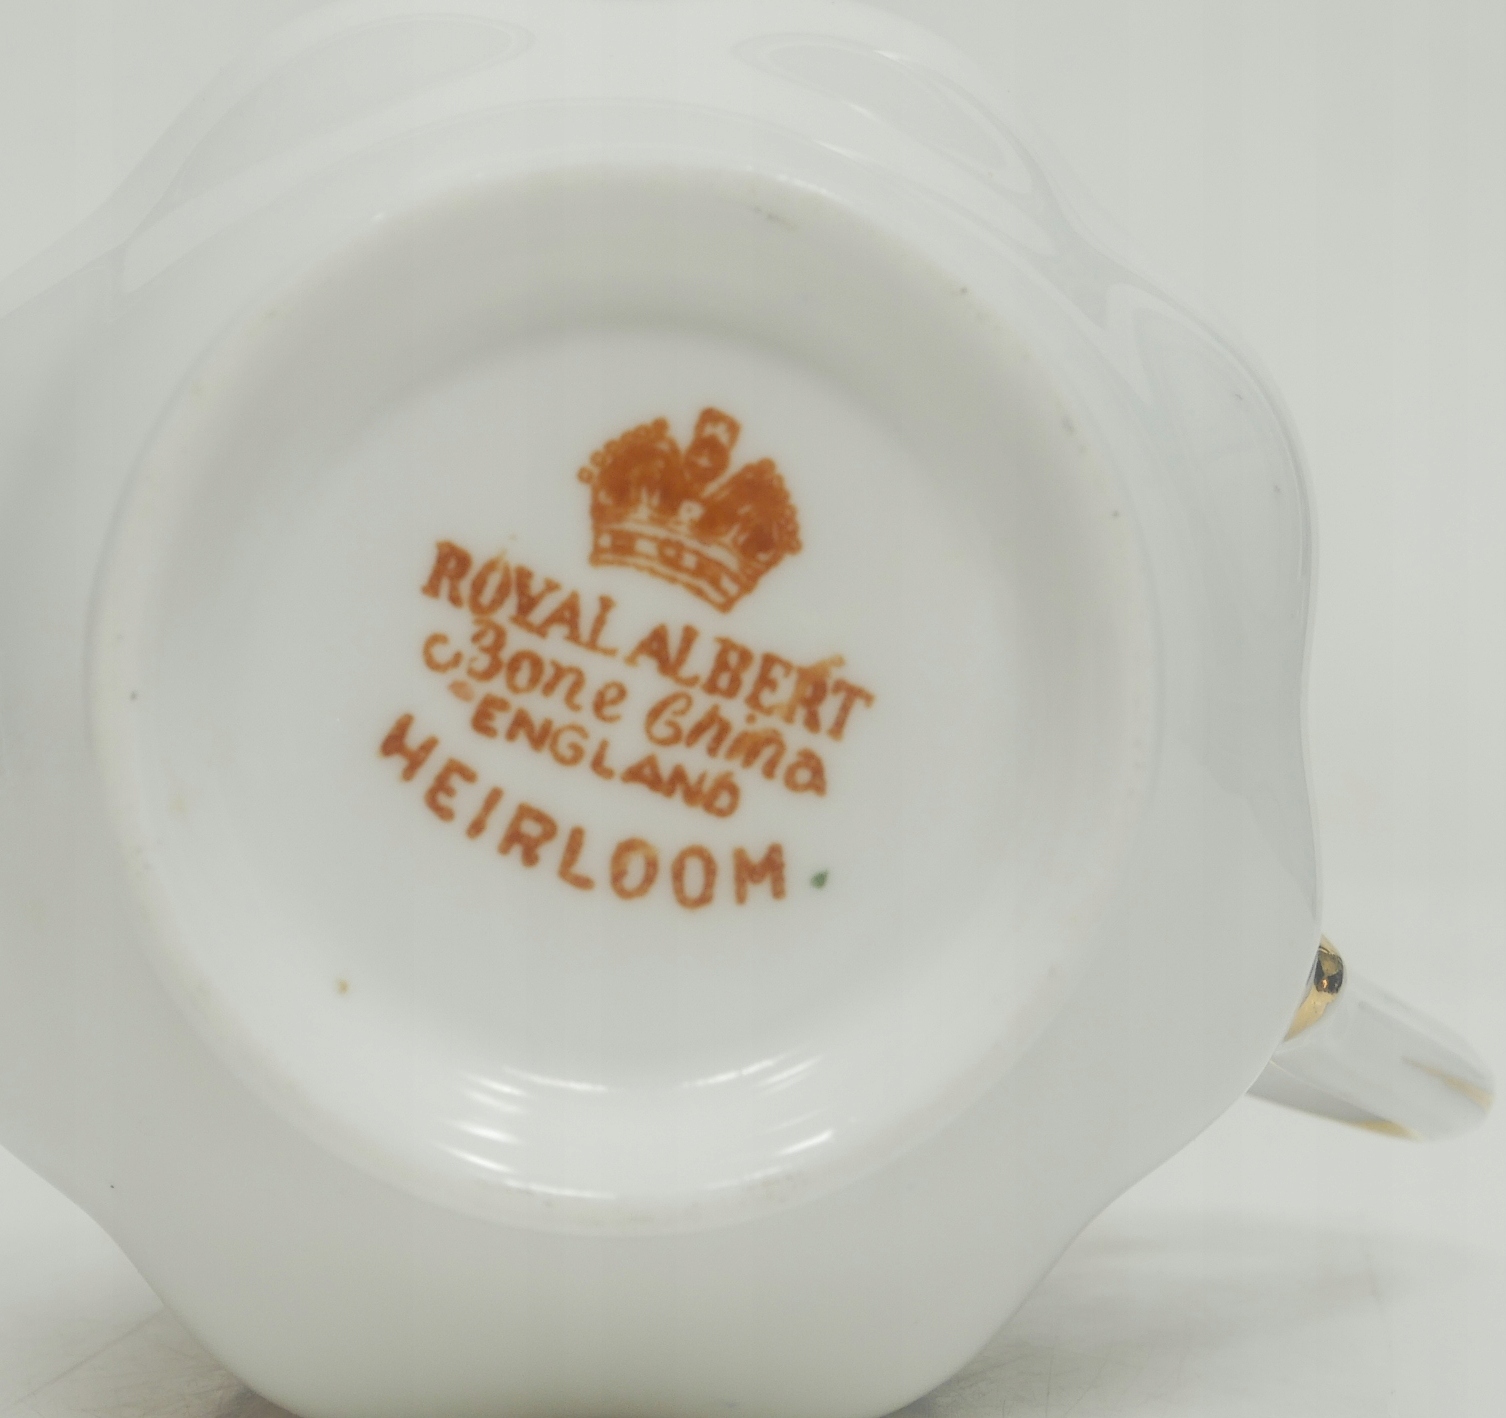 ROYAL ALBERT
Bone China
ENGLAND
HEIRLOOM